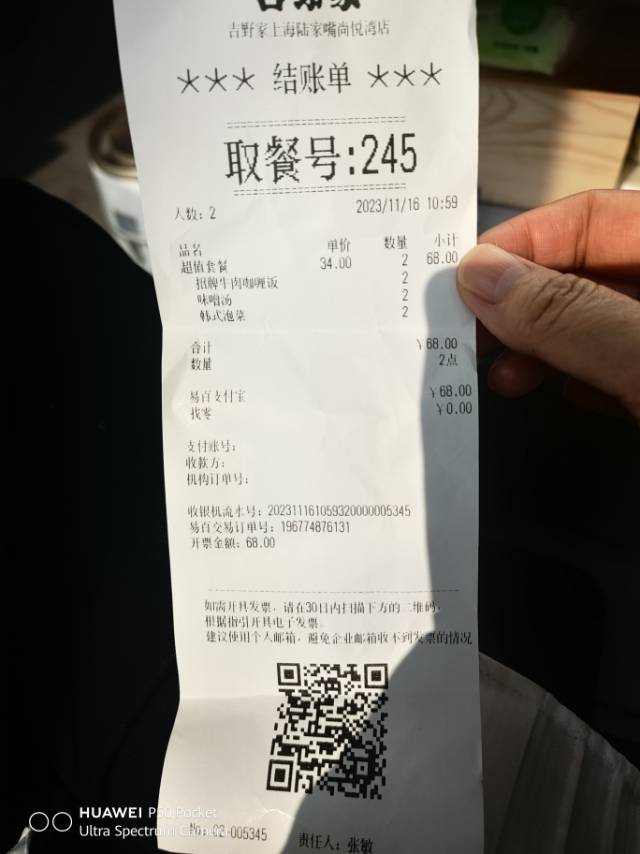 吉野家
吉野家上海陆家嘴尚悦湾店
*** 结账单 ***
取餐号:245
人数: 2 2023/11/16 10:59
品名 单价 数量 小计
超值套餐 34.00 2 68.00
招牌牛肉咖喱饭 2
味噌汤 2
韩式泡菜 2
合计 ¥68.00
数量 2点
易百支付宝 ¥68.00
找零 ¥0.00
支付账号:
收款方:
机构订单号:
收银机流水号: 202311161059320000005345
易百交易订单号: 196774876131
开票金额: 68.00
如需开具发票，请在30日内扫描下方的二维码，
根据指引开具电子发票。
建议使用个人邮箱，避免企业邮箱收不到发票的情况
No. 02-005345 责任人: 张敏
HUAWEI P50 Pocket
Ultra Spectrum Camera